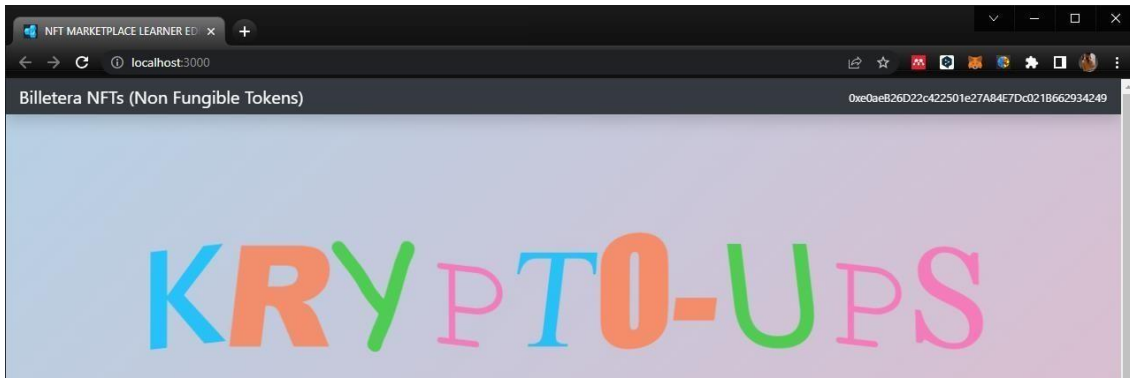 NFT MARKETPLACE LEARNER ED
localhost:3000
Billetera NFTs (Non Fungible Tokens)
0xe0aeB26D22c422501e27A84E7Dc021B662934249
KRYPTO-UPS